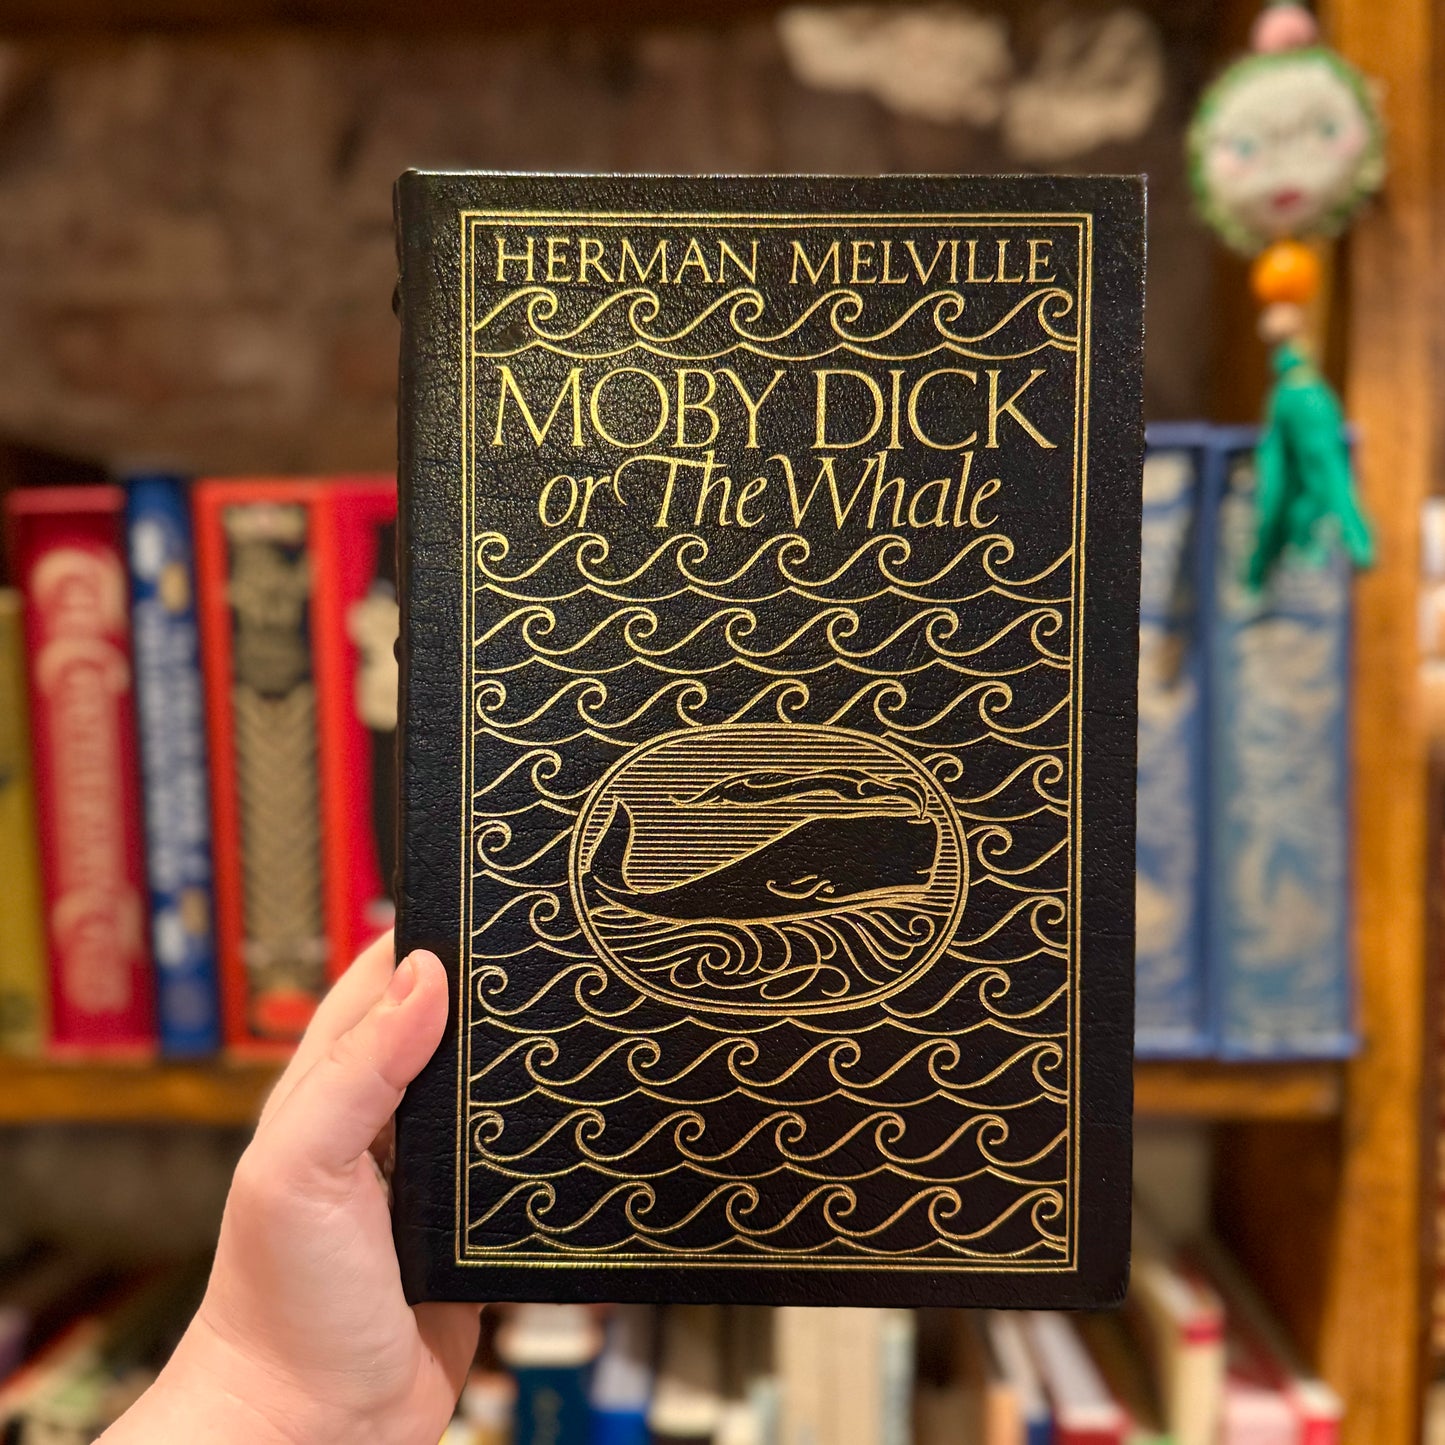 HERMAN MELVILLE
MOBY DICK
or The Whale